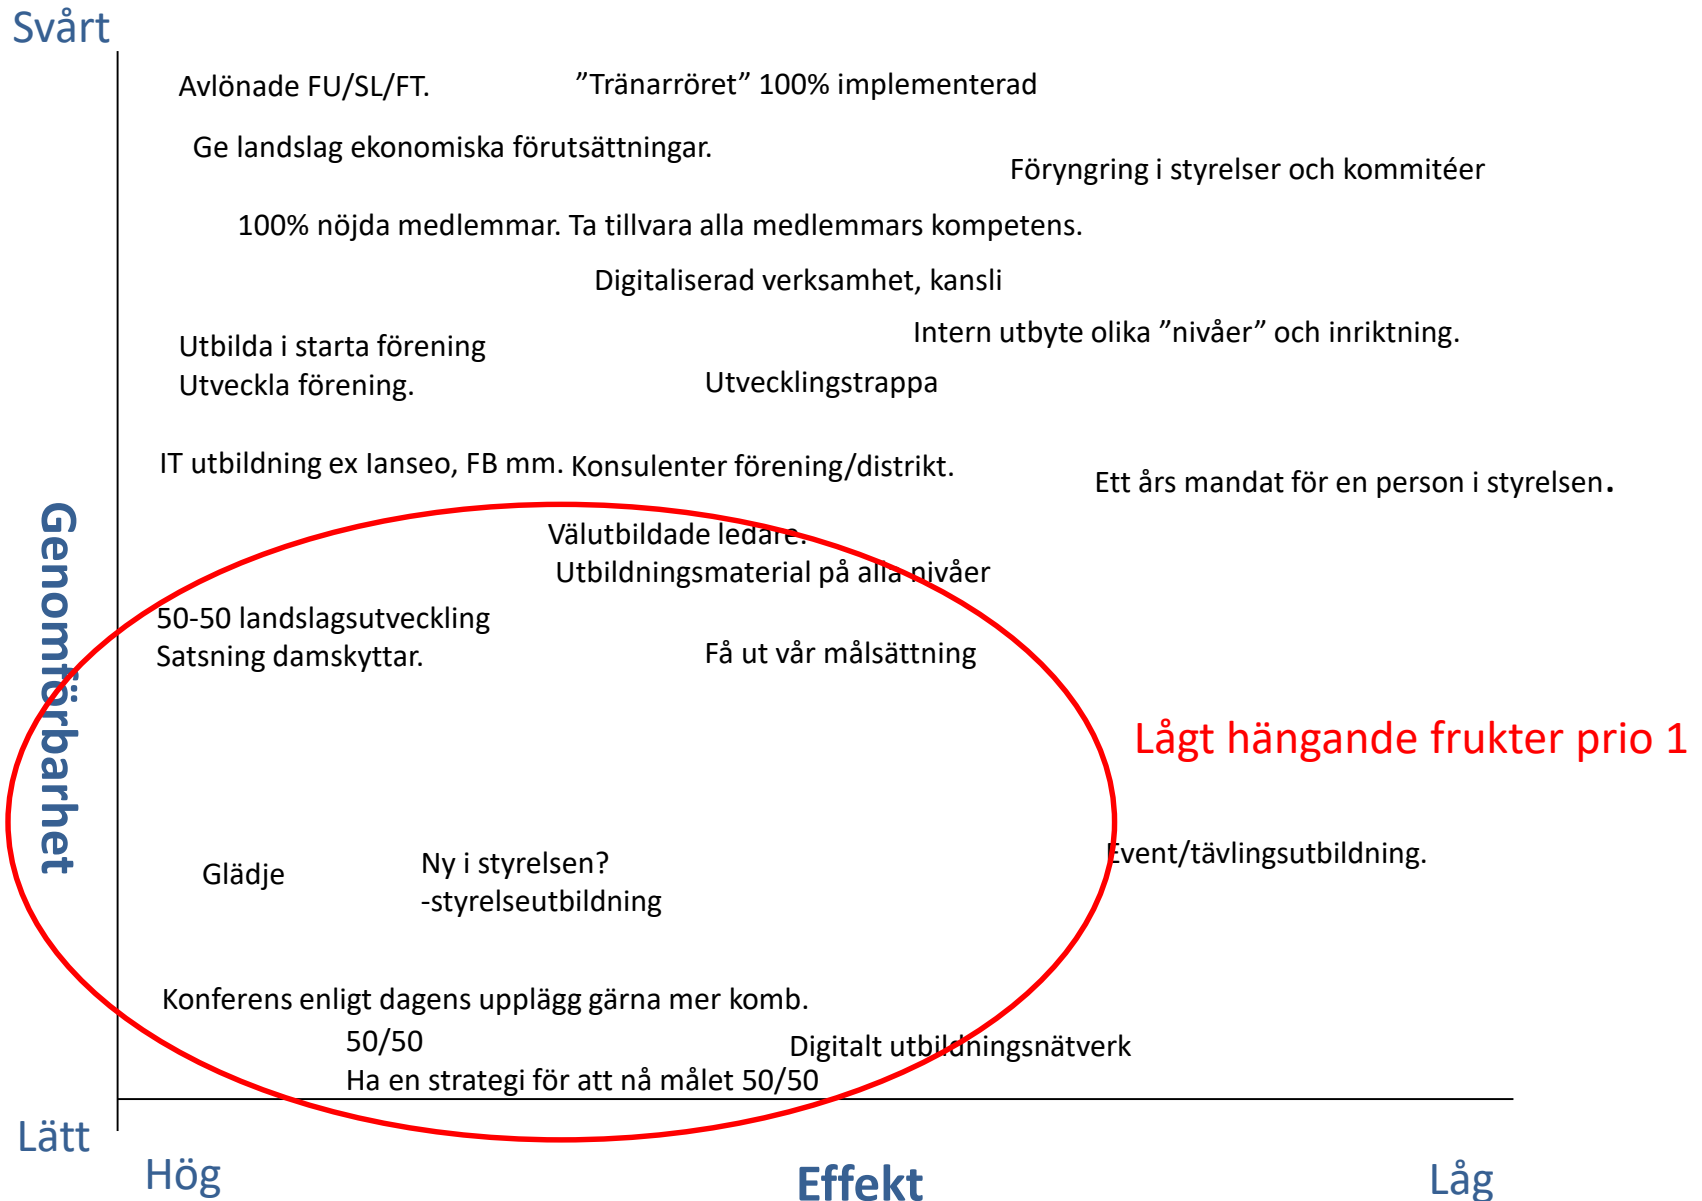 Svårt
Avlönade FU/SL/FT.
”Tränarröret” 100% implementerad
Ge landslag ekonomiska förutsättningar.
Föryngring i styrelser och kommitéer
100% nöjda medlemmar. Ta tillvara alla medlemmars kompetens.
Digitaliserad verksamhet, kansli
Intern utbyte olika ”nivåer” och inriktning.
Utbilda i starta förening
Utveckla förening.
Utvecklingstrappa
IT utbildning ex Ianseo, FB mm.
Konsulenter förening/distrikt.
Ett års mandat för en person i styrelsen.
Genomförbarhet
Välutbildade ledare.
Utbildningsmaterial på alla nivåer
50-50 landslagsutveckling
Satsning damskyttar.
Få ut vår målsättning
Lågt hängande frukter prio 1
Glädje
Ny i styrelsen?
-styrelseutbildning
Event/tävlingsutbildning.
Konferens enligt dagens upplägg gärna mer komb.
50/50
Ha en strategi för att nå målet 50/50
Digitalt utbildningsnätverk
Lätt
Hög
Effekt
Låg